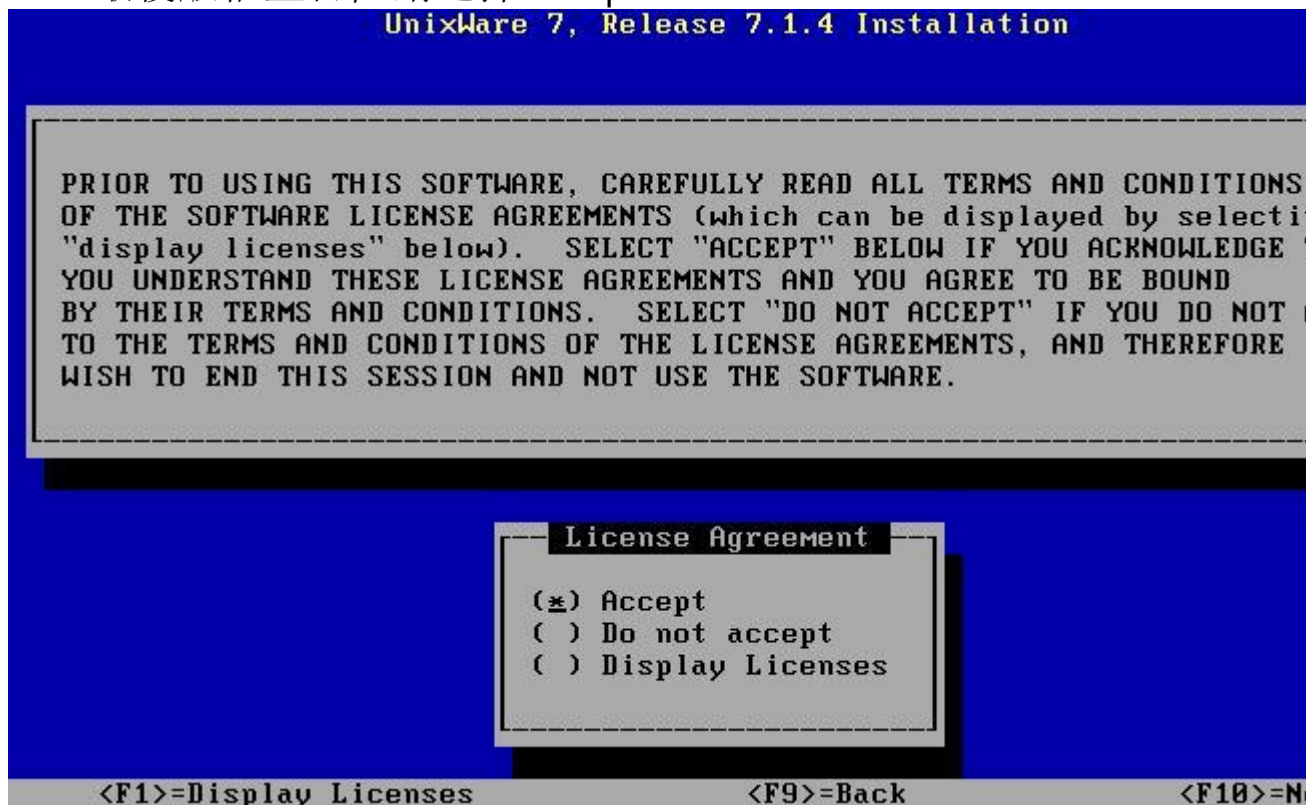 UnixWare 7, Release 7.1.4 Installation
PRIOR TO USING THIS SOFTWARE, CAREFULLY READ ALL TERMS AND CONDITIONS
OF THE SOFTWARE LICENSE AGREEMENTS (which can be displayed by selecti
"display licenses" below). SELECT "ACCEPT" BELOW IF YOU ACKNOWLEDGE
YOU UNDERSTAND THESE LICENSE AGREEMENTS AND YOU AGREE TO BE BOUND
BY THEIR TERMS AND CONDITIONS. SELECT "DO NOT ACCEPT" IF YOU DO NOT
TO THE TERMS AND CONDITIONS OF THE LICENSE AGREEMENTS, AND THEREFORE
WISH TO END THIS SESSION AND NOT USE THE SOFTWARE.
License Agreement
(*) Accept
( ) Do not accept
( ) Display Licenses
<F1>=Display Licenses <F9>=Back <F10>=N